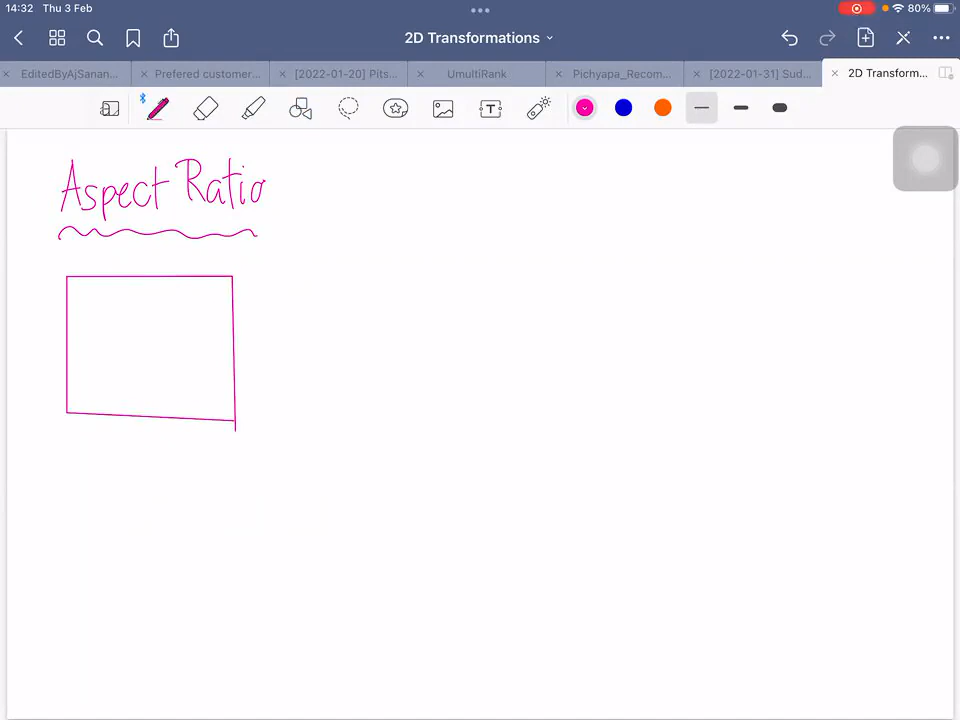 14:32 Thu 3 Feb 80%
2D Transformations
EditedByAjSanan... Prefered customer... [2022-01-20] Pits... UmultiRank Pichyapa_Recom... [2022-01-31] Sud... 2D Transform...
Aspect Ratio